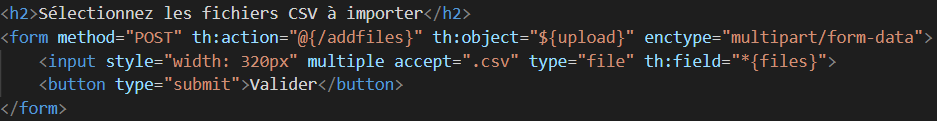 <h2>Sélectionnez les fichiers CSV à importer</h2>
<form method="POST" th:action="@{/addfiles}" th:object="${upload}" enctype="multipart/form-data">
    <input style="width: 320px" multiple accept=".csv" type="file" th:field="*{files}">
    <button type="submit">Valider</button>
</form>